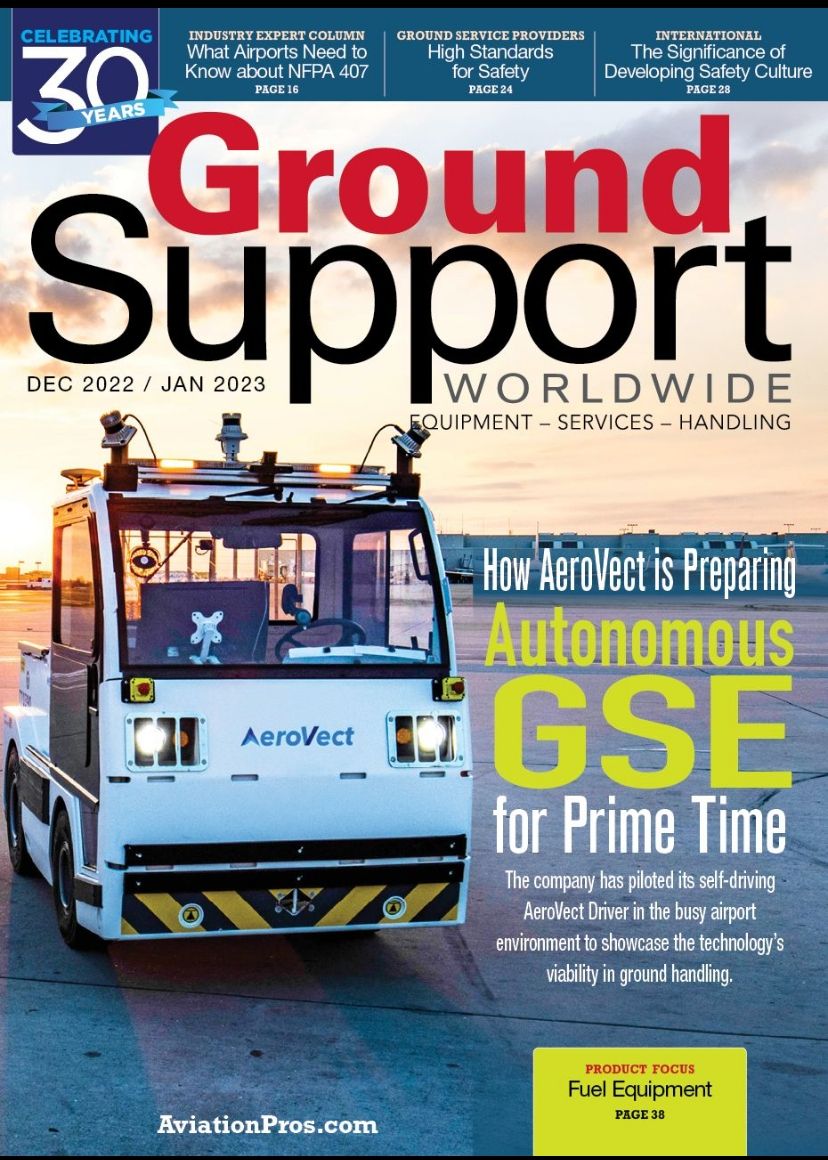 CELEBRATING
30
YEARS
INDUSTRY EXPERT COLUMN
What Airports Need to
Know about NFPA 407
PAGE 16
GROUND SERVICE PROVIDERS
High Standards
for Safety
PAGE 24
INTERNATIONAL
The Significance of
Developing Safety Culture
PAGE 28
Ground
Support
WORLDWIDE
DEC 2022 / JAN 2023
EQUIPMENT – SERVICES – HANDLING
How AeroVect is Preparing
Autonomous
GSE
for Prime Time
The company has piloted its self-driving
AeroVect Driver in the busy airport
environment to showcase the technology's
viability in ground handling.
AeroVect
PRODUCT FOCUS
Fuel Equipment
PAGE 38
AviationPros.com